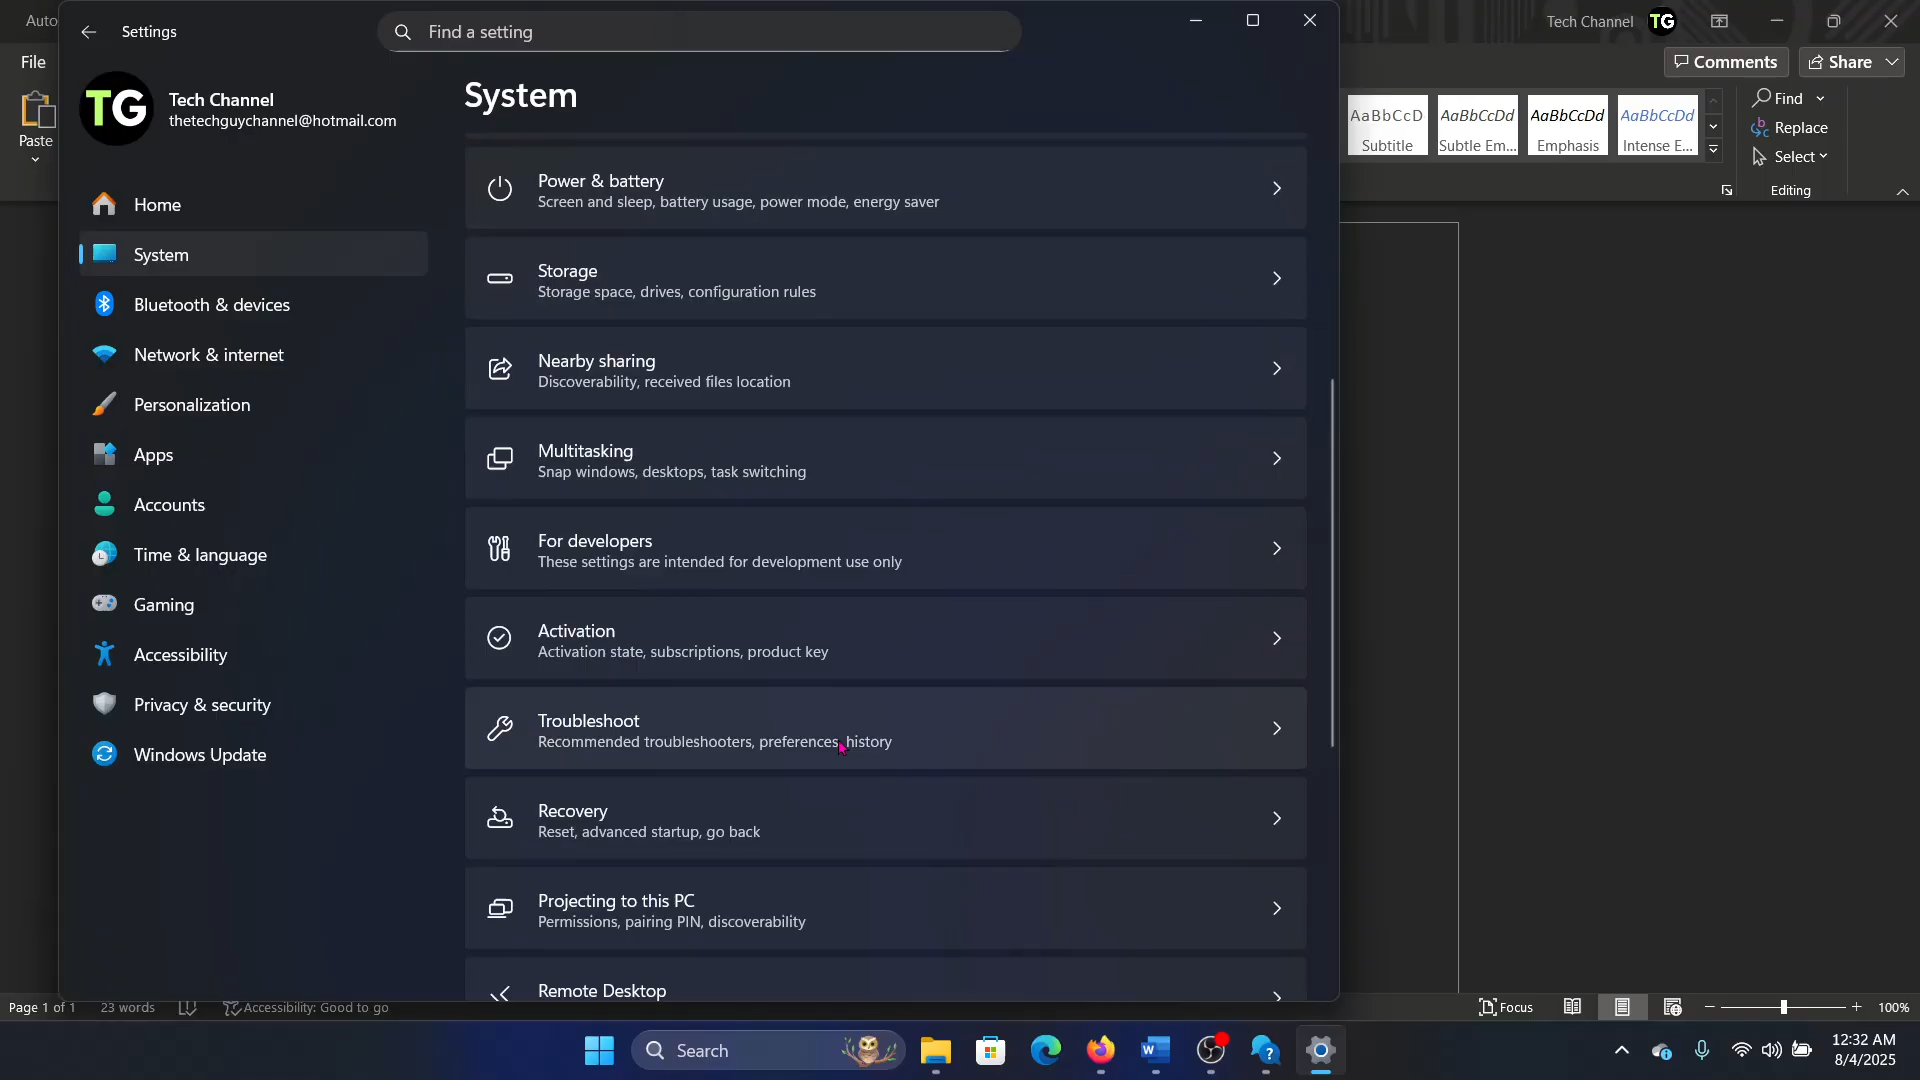 Auto
Settings
Find a setting
Tech Channel
TG
File
Comments
Share
TG
Tech Channel
thetechguychannel@hotmail.com
System
Paste
AaBbCcD
AaBbCcDd
AaBbCcDd
AaBbCcDd
Subtitle
Subtle Em...
Emphasis
Intense E...
Find
Replace
Select
Editing
Home
System
Bluetooth & devices
Network & internet
Personalization
Apps
Accounts
Time & language
Gaming
Accessibility
Privacy & security
Windows Update
Power & battery
Screen and sleep, battery usage, power mode, energy saver
Storage
Storage space, drives, configuration rules
Nearby sharing
Discoverability, received files location
Multitasking
Snap windows, desktops, task switching
For developers
These settings are intended for development use only
Activation
Activation state, subscriptions, product key
Troubleshoot
Recommended troubleshooters, preferences, history
Recovery
Reset, advanced startup, go back
Projecting to this PC
Permissions, pairing PIN, discoverability
Remote Desktop
Page 1 of 1
23 words
Accessibility: Good to go
Focus
100%
Search
12:32 AM
8/4/2025